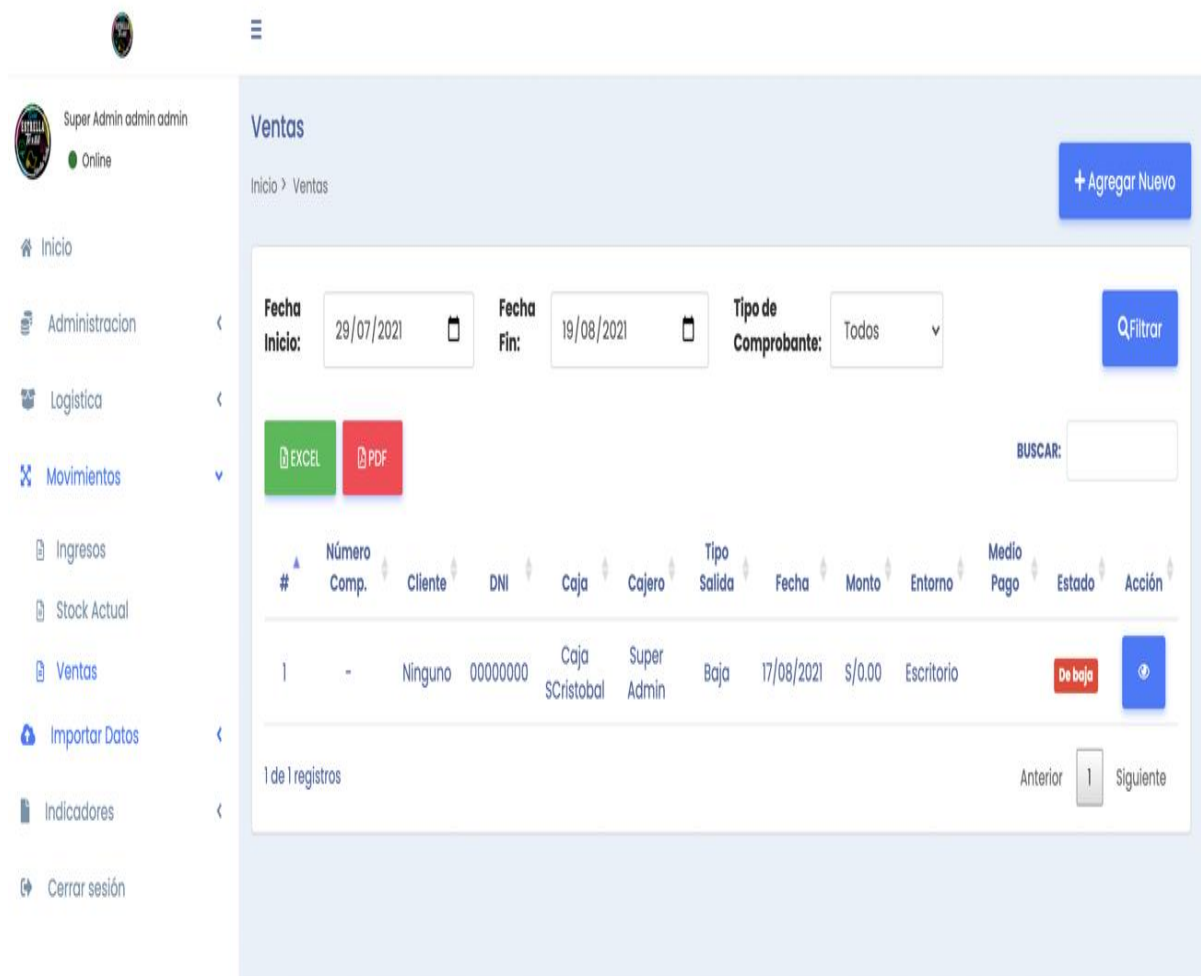 Super Admin admin admin
Online
Inicio
Administracion
Logistica
Movimientos
Ingresos
Stock Actual
Ventas
Importar Datos
Indicadores
Cerrar sesión
Ventas
Inicio > Ventas
+ Agregar Nuevo
Fecha
Inicio:
29/07/2021
Fecha
Fin:
19/08/2021
Tipo de
Comprobante:
Todos
Filtrar
EXCEL
PDF
BUSCAR:
# Número Comp. Cliente DNI Caja Cajero Tipo Salida Fecha Monto Entorno Medio Pago Estado Acción
1 - Ninguno 00000000 Caja SCristobal Super Admin Baja 17/08/2021 S/0.00 Escritorio De baja
1 de 1 registros
Anterior 1 Siguiente